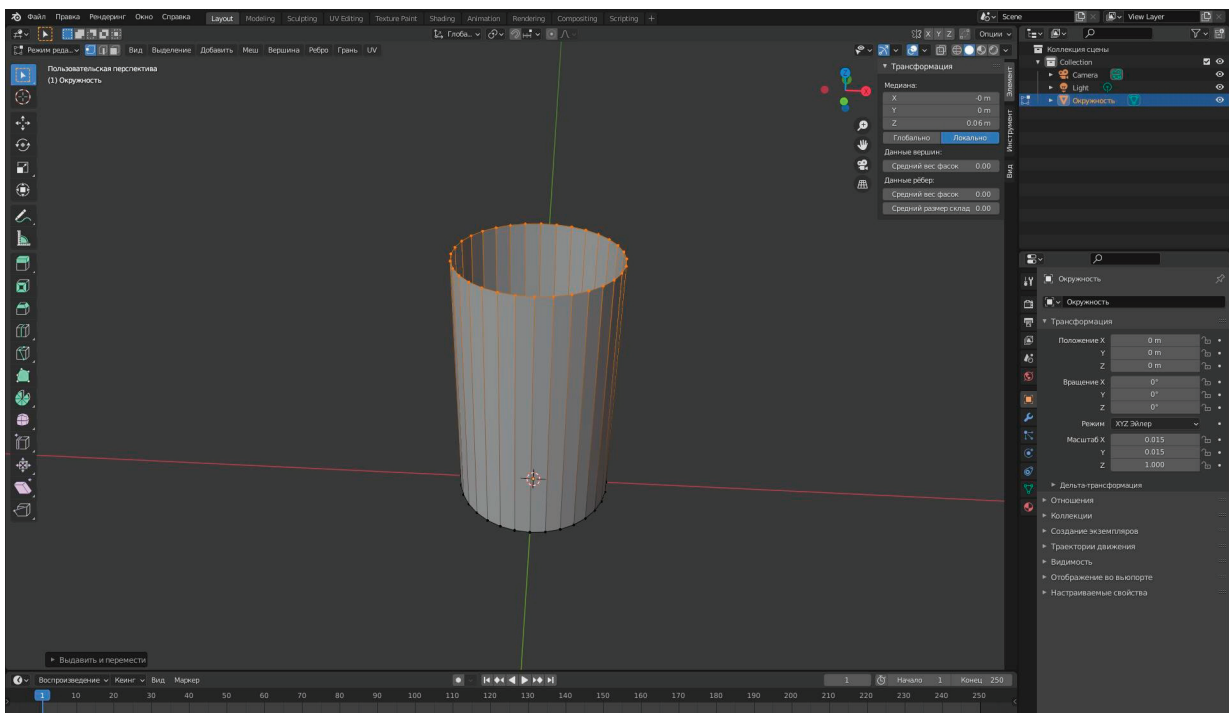 Файл Правка Рендеринг Окно Справка Layout Modeling Sculpting UV Editing Texture Paint Shading Animation Rendering Compositing Scripting + Scene View Layer
Глоба.. X Y Z Опции
Режим реда.. Вид Выделение Добавить Меш Вершина Ребро Грань UV
Пользовательская перспектива
(1) Окружность
Трансформация
Медиана:
X -0 m
Y 0 m
Z 0.06 m
Глобально Локально
Данные вершин:
Средний вес фасок 0.00
Данные рёбер:
Средний вес фасок 0.00
Средний размер склад 0.00
Элемент
Инструмент
Вид
Коллекция сцены
Collection
Camera
Light
Окружность
Окружность
Окружность
Трансформация
Положение X 0 m
Y 0 m
Z 0 m
Вращение X 0°
Y 0°
Z 0°
Режим XYZ Эйлер
Масштаб X 0.015
Y 0.015
Z 1.000
Дельта-трансформация
Отношения
Коллекции
Создание экземпляров
Траектории движения
Видимость
Отображение во вьюпорте
Настраиваемые свойства
Выдавить и перемести
Воспроизведение Кеинг Вид Маркер 1 Начало 1 Конец 250
1 10 20 30 40 50 60 70 80 90 100 110 120 130 140 150 160 170 180 190 200 210 220 230 240 250